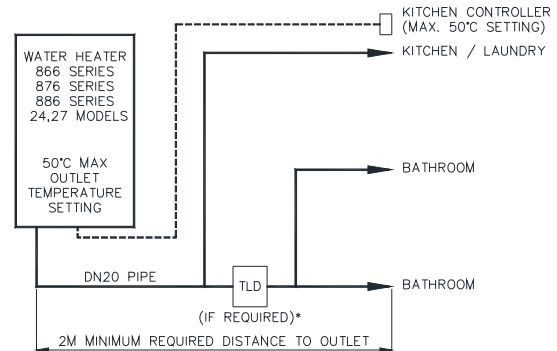 KITCHEN CONTROLLER
(MAX. 50°C SETTING)
KITCHEN / LAUNDRY
WATER HEATER
866 SERIES
876 SERIES
886 SERIES
24,27 MODELS
50°C MAX
OUTLET
TEMPERATURE
SETTING
BATHROOM
DN20 PIPE
TLD
BATHROOM
(IF REQUIRED)*
2M MINIMUM REQUIRED DISTANCE TO OUTLET